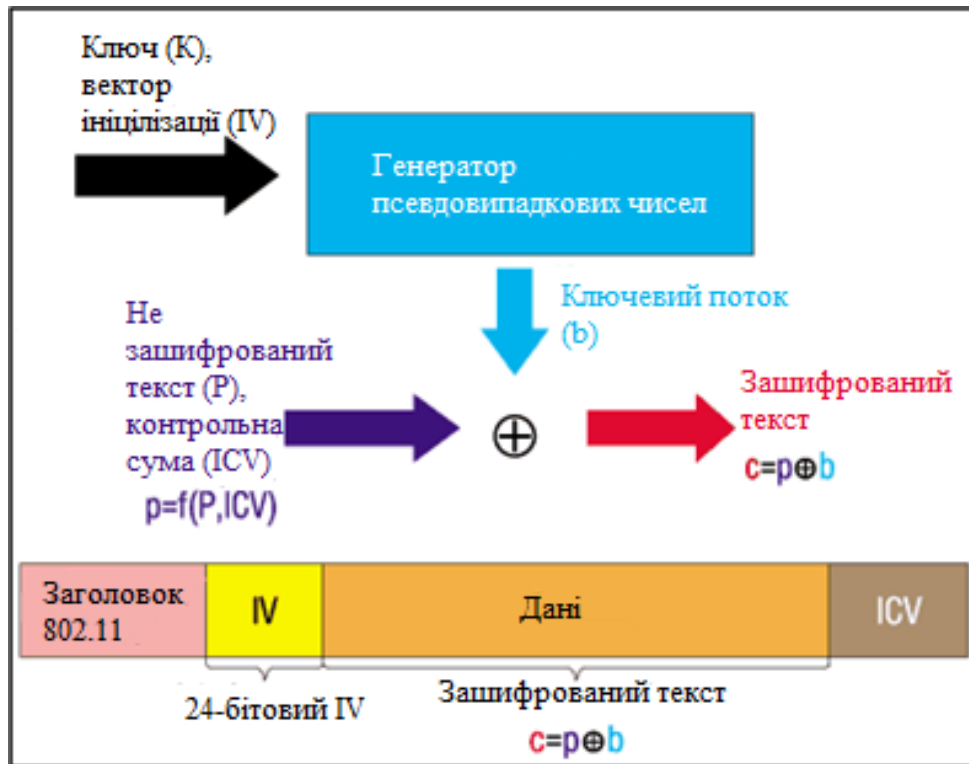 Ключ (K),
вектор
ініцілізації (IV)
Генератор
псевдовипадкових чисел
Ключевий поток
(b)
Не
зашифрований
текст (P),
контрольна
сума (ICV)
p=f(P,ICV)
Зашифрований
текст
c=p⊕b
Заголовок
802.11
IV
Дані
ICV
24-бітовий IV
Зашифрований текст
c=p⊕b